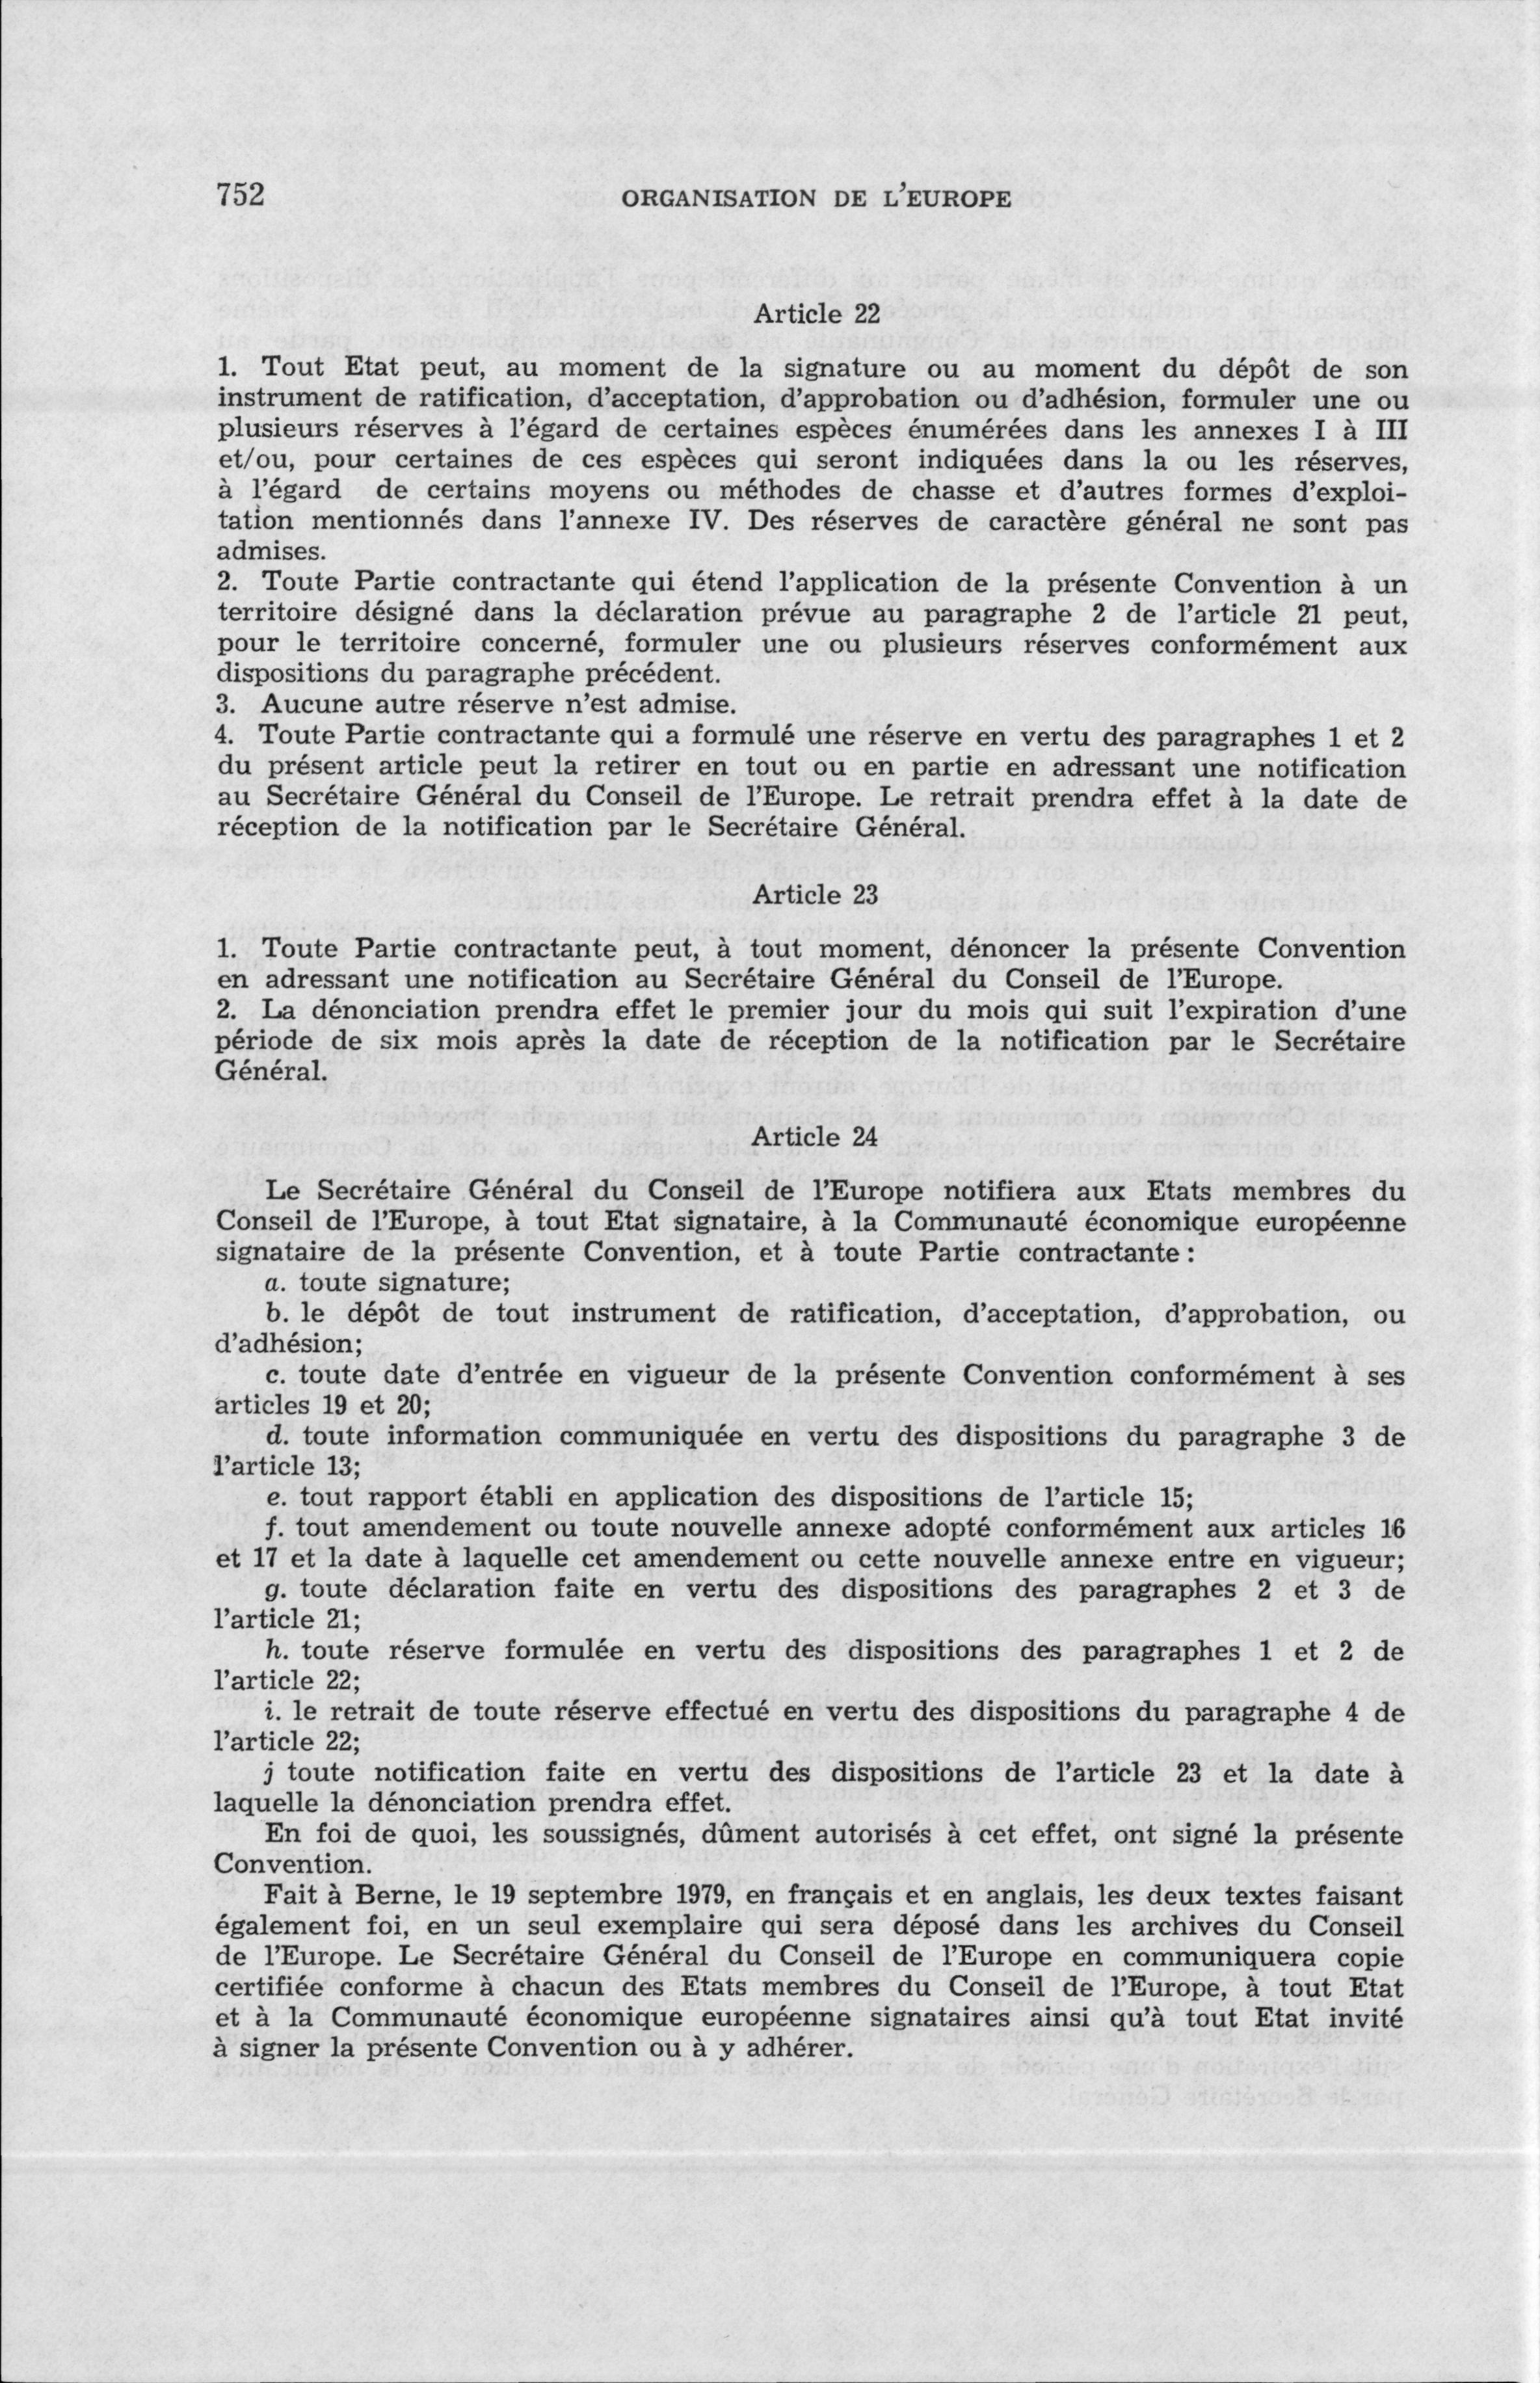 752
ORGANISATION DE L'EUROPE
Article 22
1. Tout Etat peut, au moment de la signature ou au moment du dépôt de son
instrument de ratification, d'acceptation, d'approbation ou d'adhésion, formuler une ou
plusieurs réserves à l'égard de certaines espèces énumérées dans les annexes I à III
et/ou, pour certaines de ces espèces qui seront indiquées dans la ou les réserves,
à l'égard de certains moyens ou méthodes de chasse et d'autres formes d'exploi-
tation mentionnés dans l'annexe IV. Des réserves de caractère général ne sont pas
admises.
2. Toute Partie contractante qui étend l'application de la présente Convention à un
territoire désigné dans la déclaration prévue au paragraphe 2 de l'article 21 peut,
pour le territoire concerné, formuler une ou plusieurs réserves conformément aux
dispositions du paragraphe précédent.
3. Aucune autre réserve n'est admise.
4. Toute Partie contractante qui a formulé une réserve en vertu des paragraphes 1 et 2
du présent article peut la retirer en tout ou en partie en adressant une notification
au Secrétaire Général du Conseil de l'Europe. Le retrait prendra effet à la date de
réception de la notification par le Secrétaire Général.
Article 23
1. Toute Partie contractante peut, à tout moment, dénoncer la présente Convention
en adressant une notification au Secrétaire Général du Conseil de l'Europe.
2. La dénonciation prendra effet le premier jour du mois qui suit l'expiration d'une
période de six mois après la date de réception de la notification par le Secrétaire
Général.
Article 24
Le Secrétaire Général du Conseil de l'Europe notifiera aux Etats membres du
Conseil de l'Europe, à tout Etat signataire, à la Communauté économique européenne
signataire de la présente Convention, et à toute Partie contractante :
a. toute signature;
b. le dépôt de tout instrument de ratification, d'acceptation, d'approbation, ou
d'adhésion;
c. toute date d'entrée en vigueur de la présente Convention conformément à ses
articles 19 et 20;
d. toute information communiquée en vertu des dispositions du paragraphe 3 de
l'article 13;
e. tout rapport établi en application des dispositions de l'article 15;
f. tout amendement ou toute nouvelle annexe adopté conformément aux articles 16
et 17 et la date à laquelle cet amendement ou cette nouvelle annexe entre en vigueur;
g. toute déclaration faite en vertu des dispositions des paragraphes 2 et 3 de
l'article 21;
h. toute réserve formulée en vertu des dispositions des paragraphes 1 et 2 de
l'article 22;
i. le retrait de toute réserve effectué en vertu des dispositions du paragraphe 4 de
l'article 22;
j toute notification faite en vertu des dispositions de l'article 23 et la date à
laquelle la dénonciation prendra effet.
En foi de quoi, les soussignés, dûment autorisés à cet effet, ont signé la présente
Convention.
Fait à Berne, le 19 septembre 1979, en français et en anglais, les deux textes faisant
également foi, en un seul exemplaire qui sera déposé dans les archives du Conseil
de l'Europe. Le Secrétaire Général du Conseil de l'Europe en communiquera copie
certifiée conforme à chacun des Etats membres du Conseil de l'Europe, à tout Etat
et à la Communauté économique européenne signataires ainsi qu'à tout Etat invité
à signer la présente Convention ou à y adhérer.